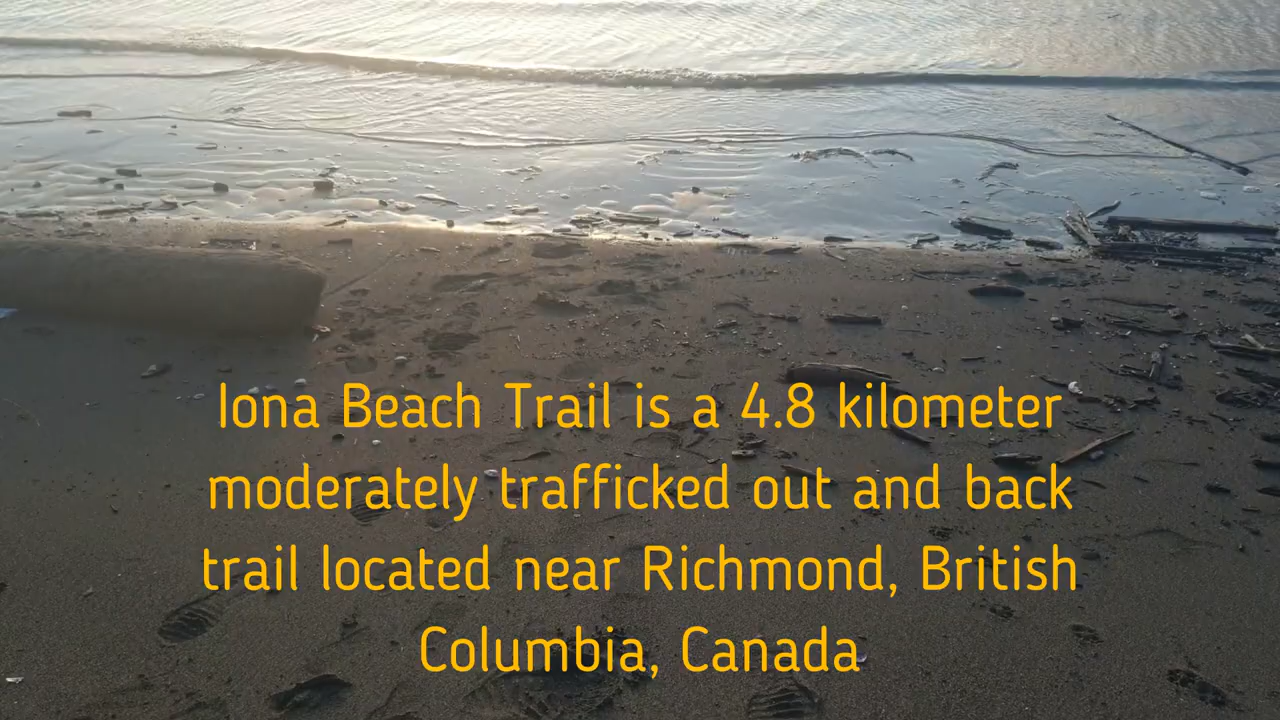 Iona Beach Trail is a 4.8 kilometer
moderately trafficked out and back
trail located near Richmond, British
Columbia, Canada